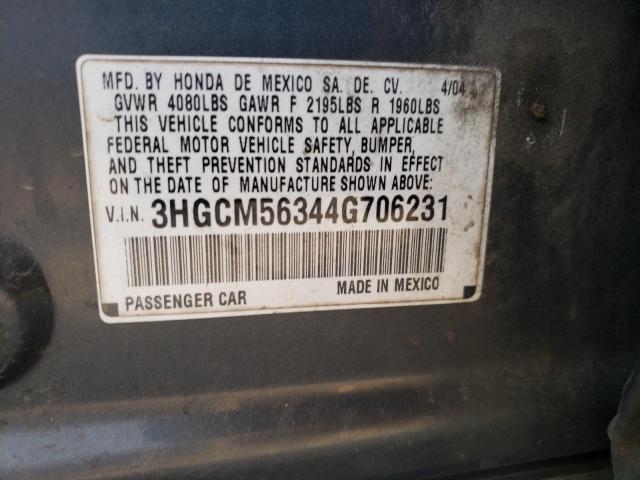 MFD. BY HONDA DE MEXICO SA. DE. CV. 4/04
GVWR 4080LBS GAWR F 2195LBS R 1960LBS
THIS VEHICLE CONFORMS TO ALL APPLICABLE
FEDERAL MOTOR VEHICLE SAFETY, BUMPER,
AND THEFT PREVENTION STANDARDS IN EFFECT
ON THE DATE OF MANUFACTURE SHOWN ABOVE:
V.I.N. 3HGCM56344G706231
PASSENGER CAR MADE IN MEXICO